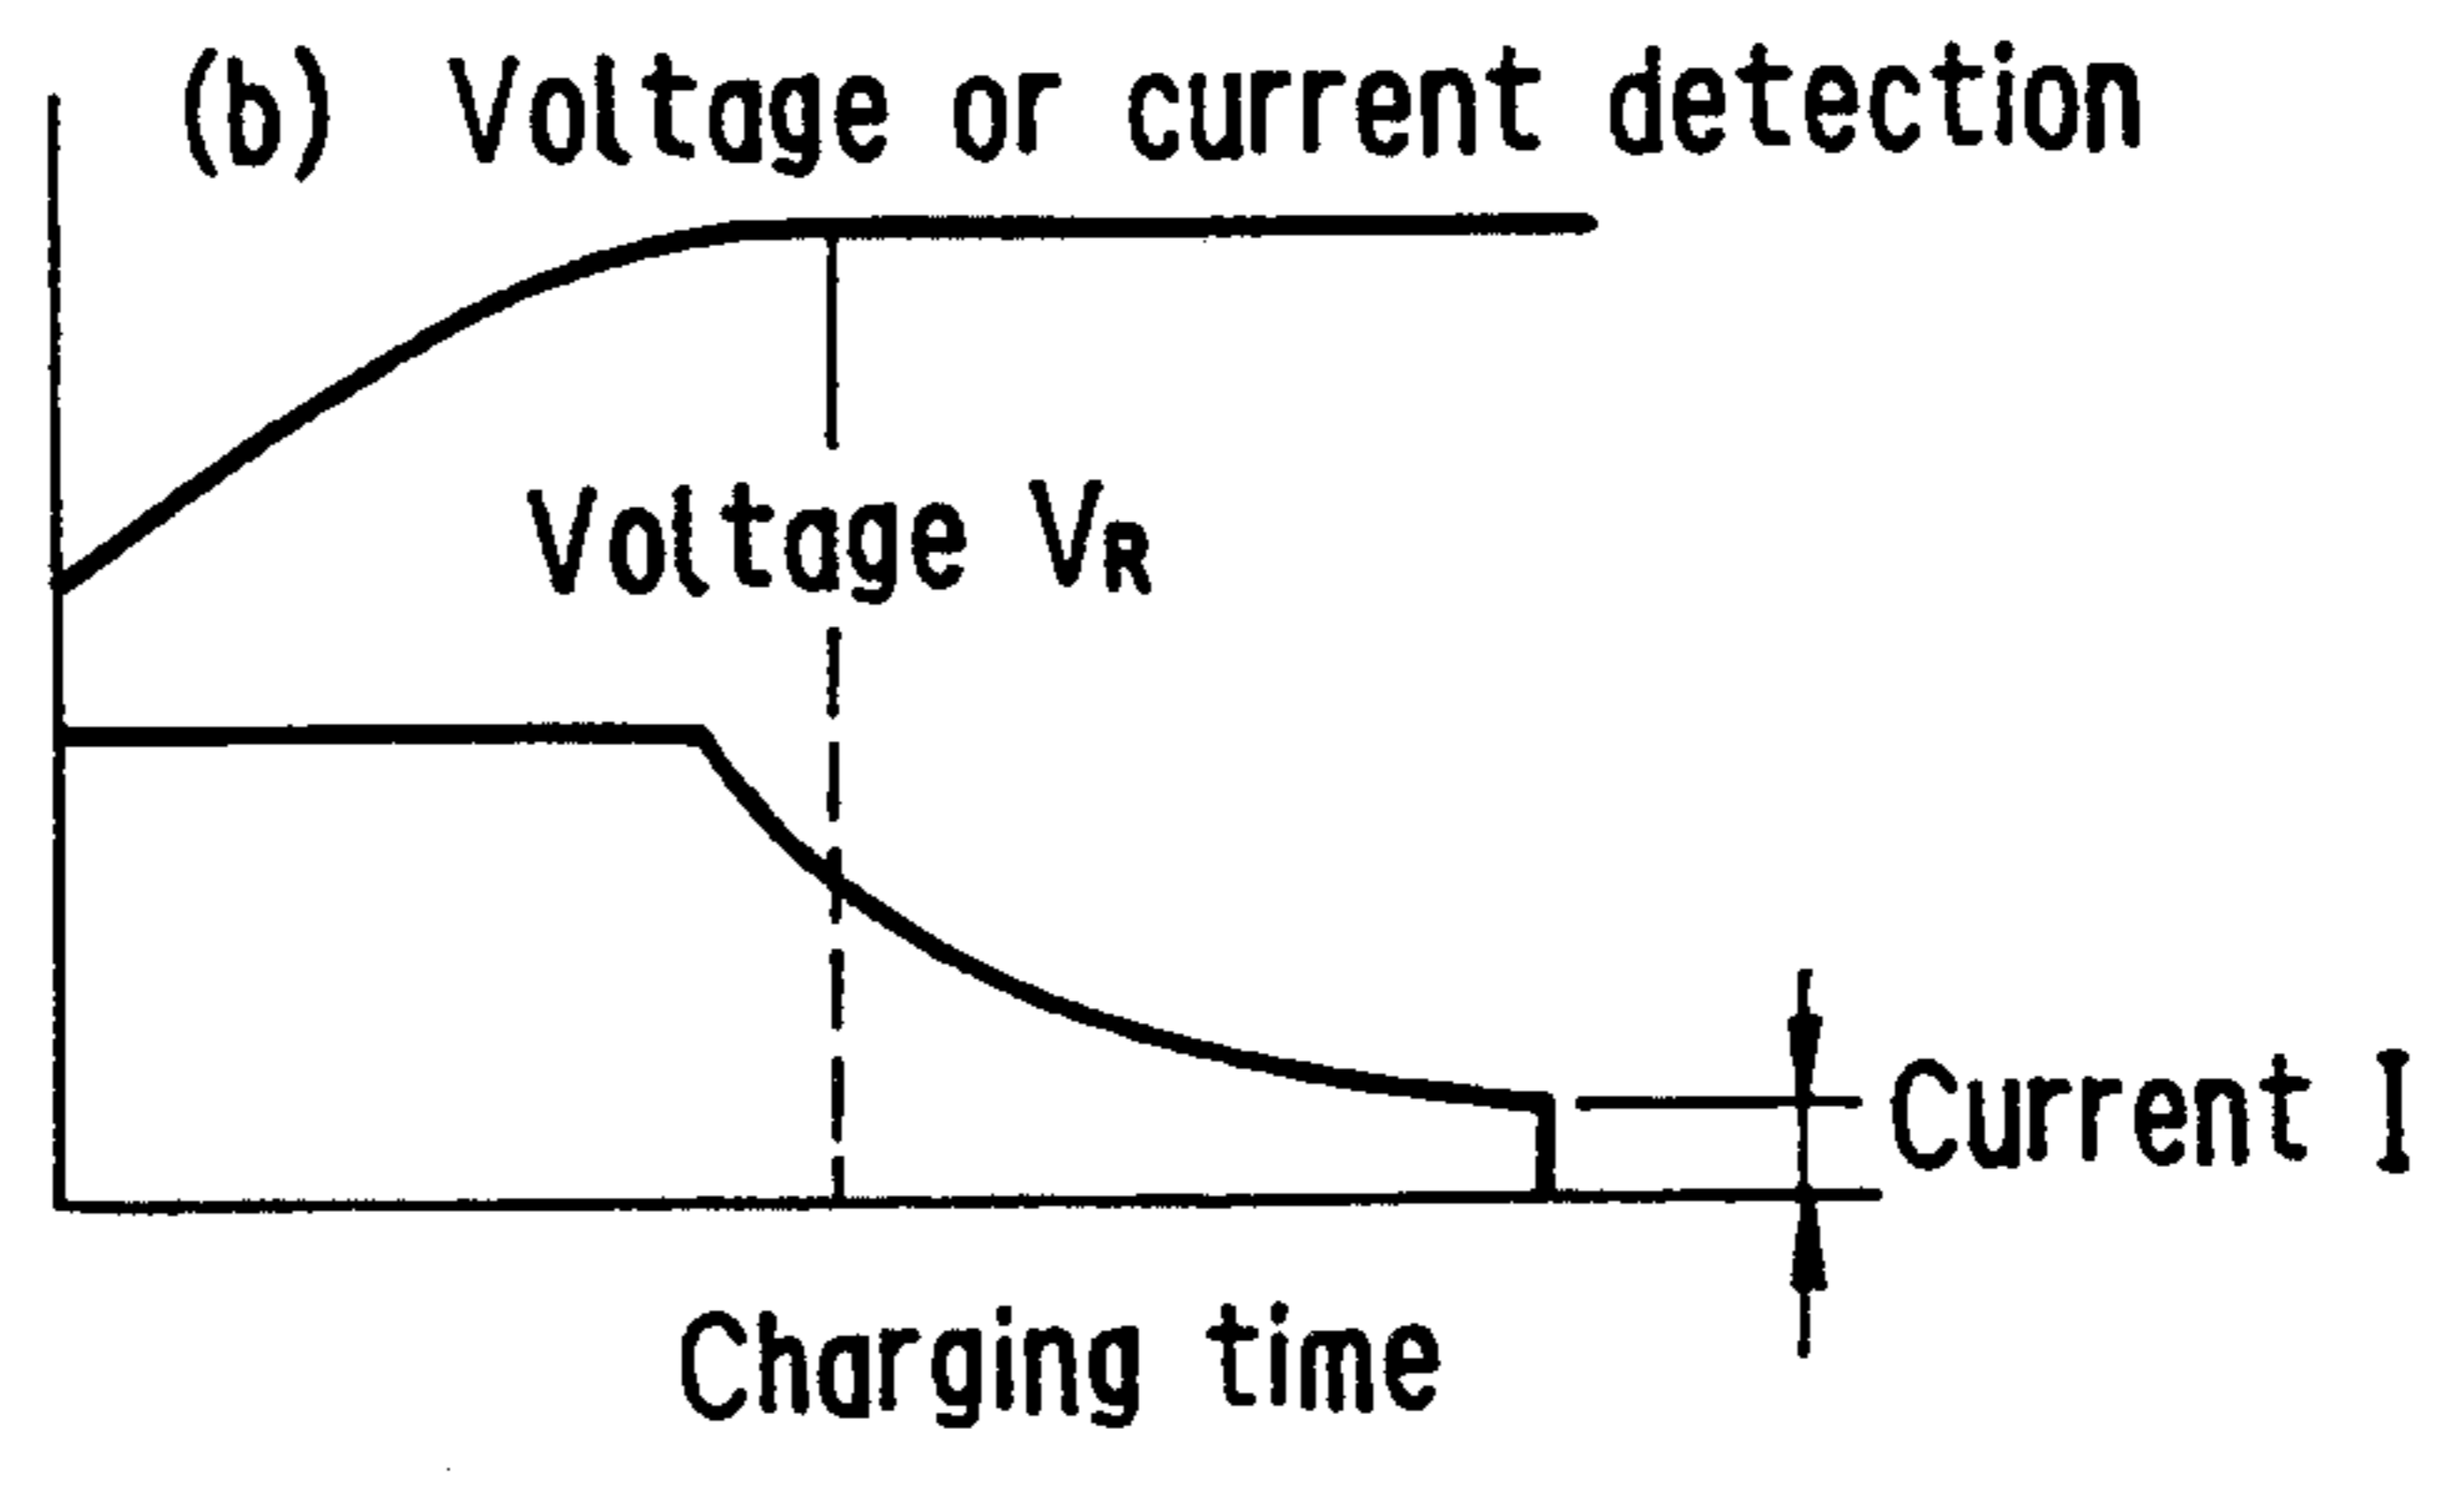 (b) Voltage or current detection
Voltage VR
Current I
Charging time